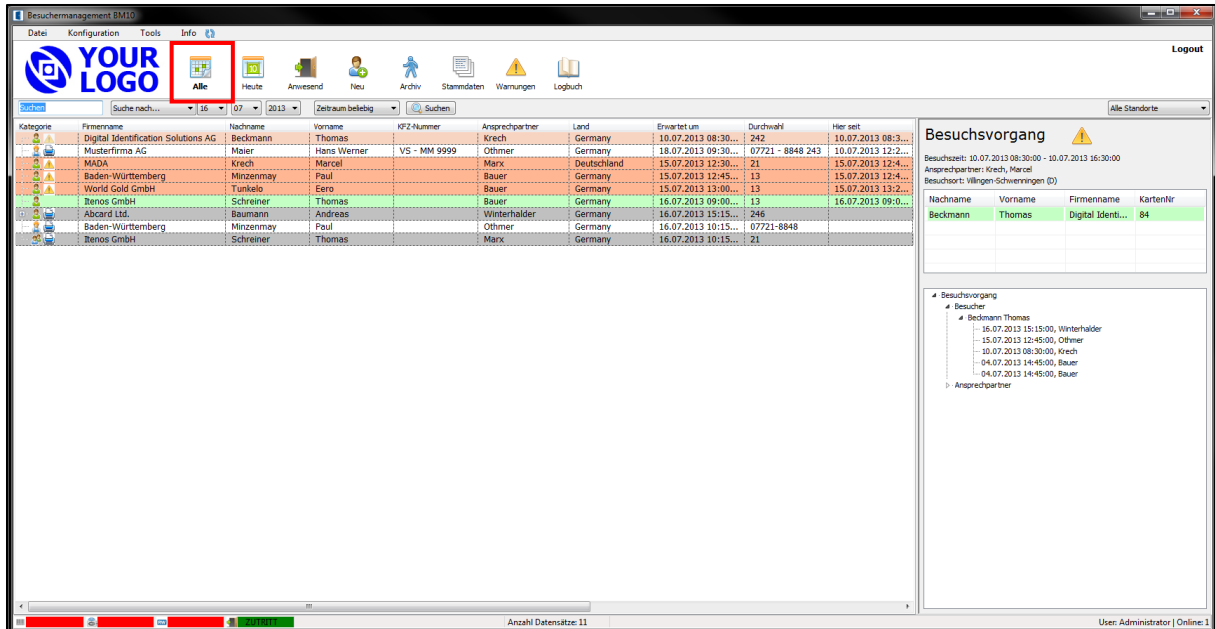 Besuchermanagement BM10
Datei Konfiguration Tools Info
Logout
YOUR LOGO
Alle Heute Anwesend Neu Archiv Stammdaten Warnungen Logbuch
Suchen Suche nach... 16 07 2013 Zeitraum beliebig Suchen Alle Standorte
Kategorie Firmenname Nachname Vorname KFZ-Nummer Ansprechpartner Land Erwartet um Durchwahl Hier seit
Digital Identification Solutions AG Beckmann Thomas Krech Germany 10.07.2013 08:30... 242 10.07.2013 08:3...
Musterfirma AG Maier Hans Werner VS - MM 9999 Othmer Germany 18.07.2013 09:30... 07721 - 8848 243 10.07.2013 12:2...
MADA Krech Marcel Marx Deutschland 15.07.2013 12:30... 21 15.07.2013 12:4...
Baden-Württemberg Minzenmay Paul Bauer Germany 15.07.2013 12:45... 13 15.07.2013 12:4...
World Gold GmbH Tunkelo Eero Bauer Germany 15.07.2013 13:00... 13 15.07.2013 13:2...
Itenos GmbH Schreiner Thomas Bauer Germany 16.07.2013 09:00... 13 16.07.2013 09:0...
Abcard Ltd. Baumann Andreas Winterhalder Germany 16.07.2013 15:15... 246
Baden-Württemberg Minzenmay Paul Othmer Germany 16.07.2013 10:15... 07721-8848
Itenos GmbH Schreiner Thomas Marx Germany 16.07.2013 10:15... 21
Besuchsvorgang
Besuchszeit: 10.07.2013 08:30:00 - 10.07.2013 16:30:00
Ansprechpartner: Krech, Marcel
Besuchsort: Villingen-Schwenningen (D)
Nachname Vorname Firmenname KartenNr
Beckmann Thomas Digital Identi... 84
Besuchsvorgang
Besucher
Beckmann Thomas
16.07.2013 15:15:00, Winterhalder
15.07.2013 12:45:00, Othmer
10.07.2013 08:30:00, Krech
04.07.2013 14:45:00, Bauer
04.07.2013 14:45:00, Bauer
Ansprechpartner
ZUTRITT Anzahl Datensätze: 11 User: Administrator | Online: 1